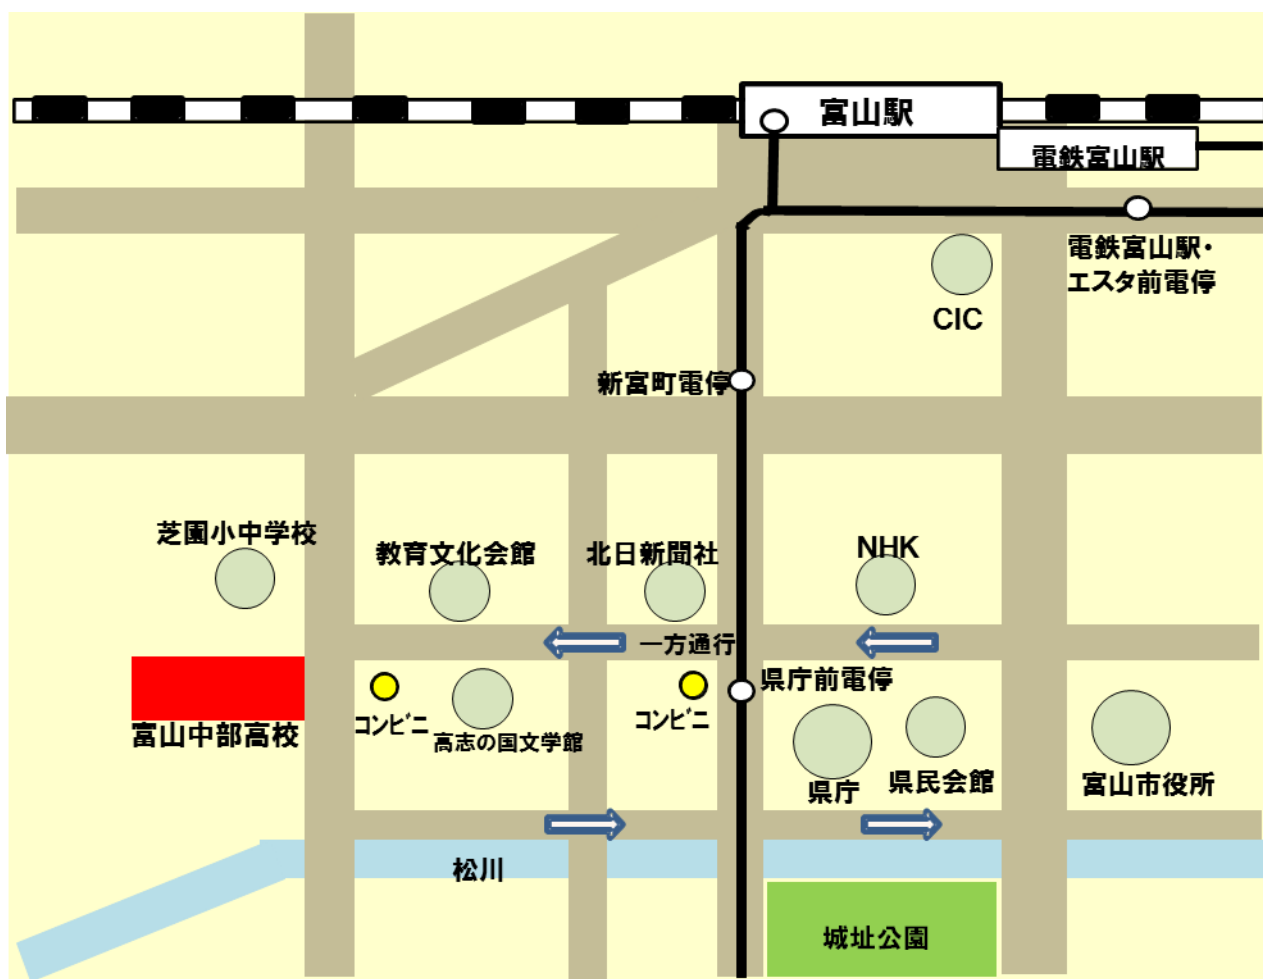 富山駅
電鉄富山駅
電鉄富山駅・
エスタ前電停
CIC
新富町電停
芝園小中学校
教育文化会館
北日新聞社
NHK
一方通行
県庁前電停
コンビニ
コンビニ
富山中部高校
高志の国文学館
県庁
県民会館
富山市役所
松川
城址公園